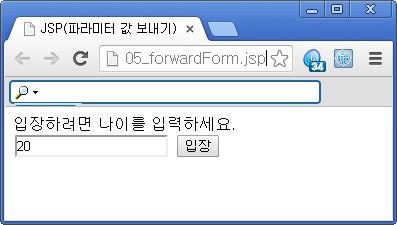 JSP(파라미터 값 보내기)
05_forwardForm.jsp
34
입장하려면 나이를 입력하세요.
20 입장